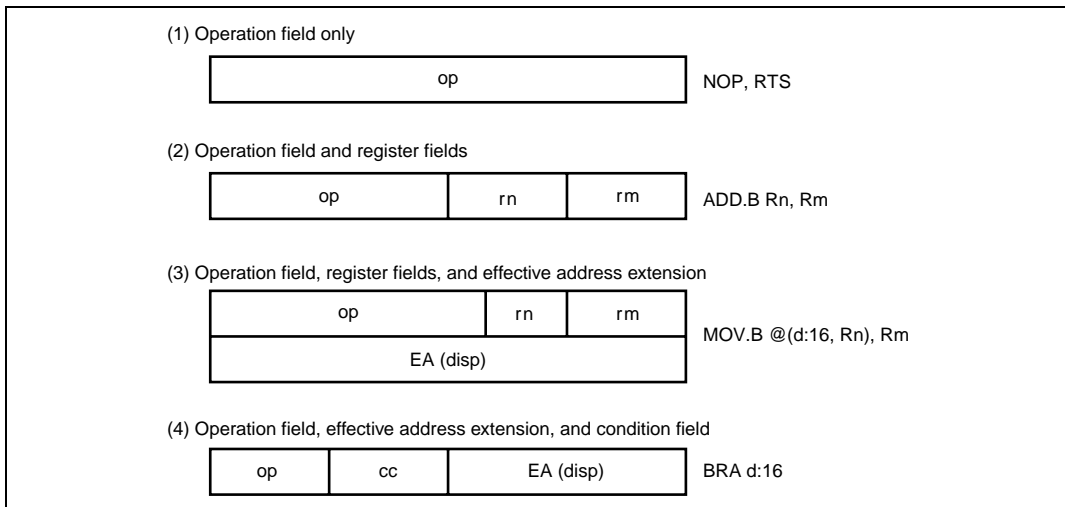 (1) Operation field only
op
NOP, RTS
(2) Operation field and register fields
op rn rm
ADD.B Rn, Rm
(3) Operation field, register fields, and effective address extension
op rn rm
EA (disp)
MOV.B @(d:16, Rn), Rm
(4) Operation field, effective address extension, and condition field
op cc EA (disp)
BRA d:16